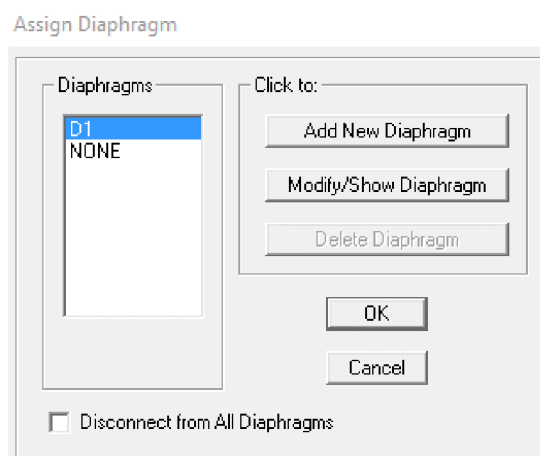 Assign Diaphragm
Diaphragms
D1
NONE
Click to:
Add New Diaphragm
Modify/Show Diaphragm
Delete Diaphragm
OK
Cancel
Disconnect from All Diaphragms